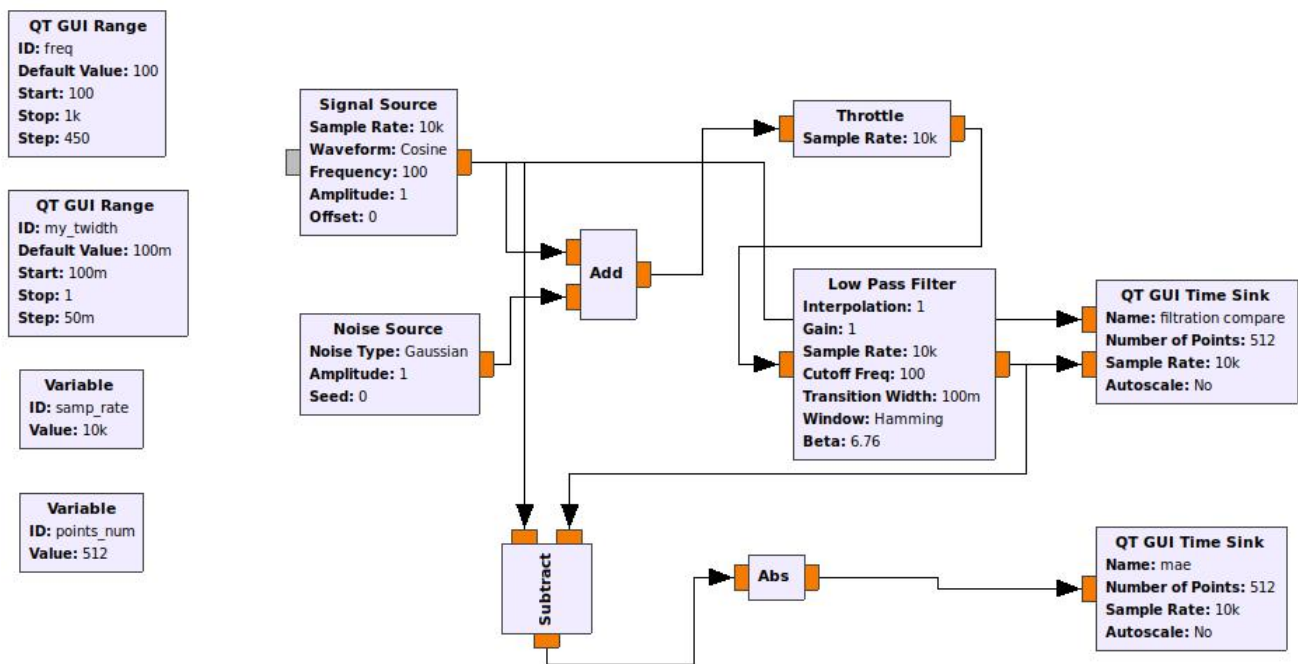 QT GUI Range
ID: freq
Default Value: 100
Start: 100
Stop: 1k
Step: 450
QT GUI Range
ID: my_twidth
Default Value: 100m
Start: 100m
Stop: 1
Step: 50m
Variable
ID: samp_rate
Value: 10k
Variable
ID: points_num
Value: 512
Signal Source
Sample Rate: 10k
Waveform: Cosine
Frequency: 100
Amplitude: 1
Offset: 0
Noise Source
Noise Type: Gaussian
Amplitude: 1
Seed: 0
Add
Throttle
Sample Rate: 10k
Low Pass Filter
Interpolation: 1
Gain: 1
Sample Rate: 10k
Cutoff Freq: 100
Transition Width: 100m
Window: Hamming
Beta: 6.76
QT GUI Time Sink
Name: filtration compare
Number of Points: 512
Sample Rate: 10k
Autoscale: No
Subtract
Abs
QT GUI Time Sink
Name: mae
Number of Points: 512
Sample Rate: 10k
Autoscale: No